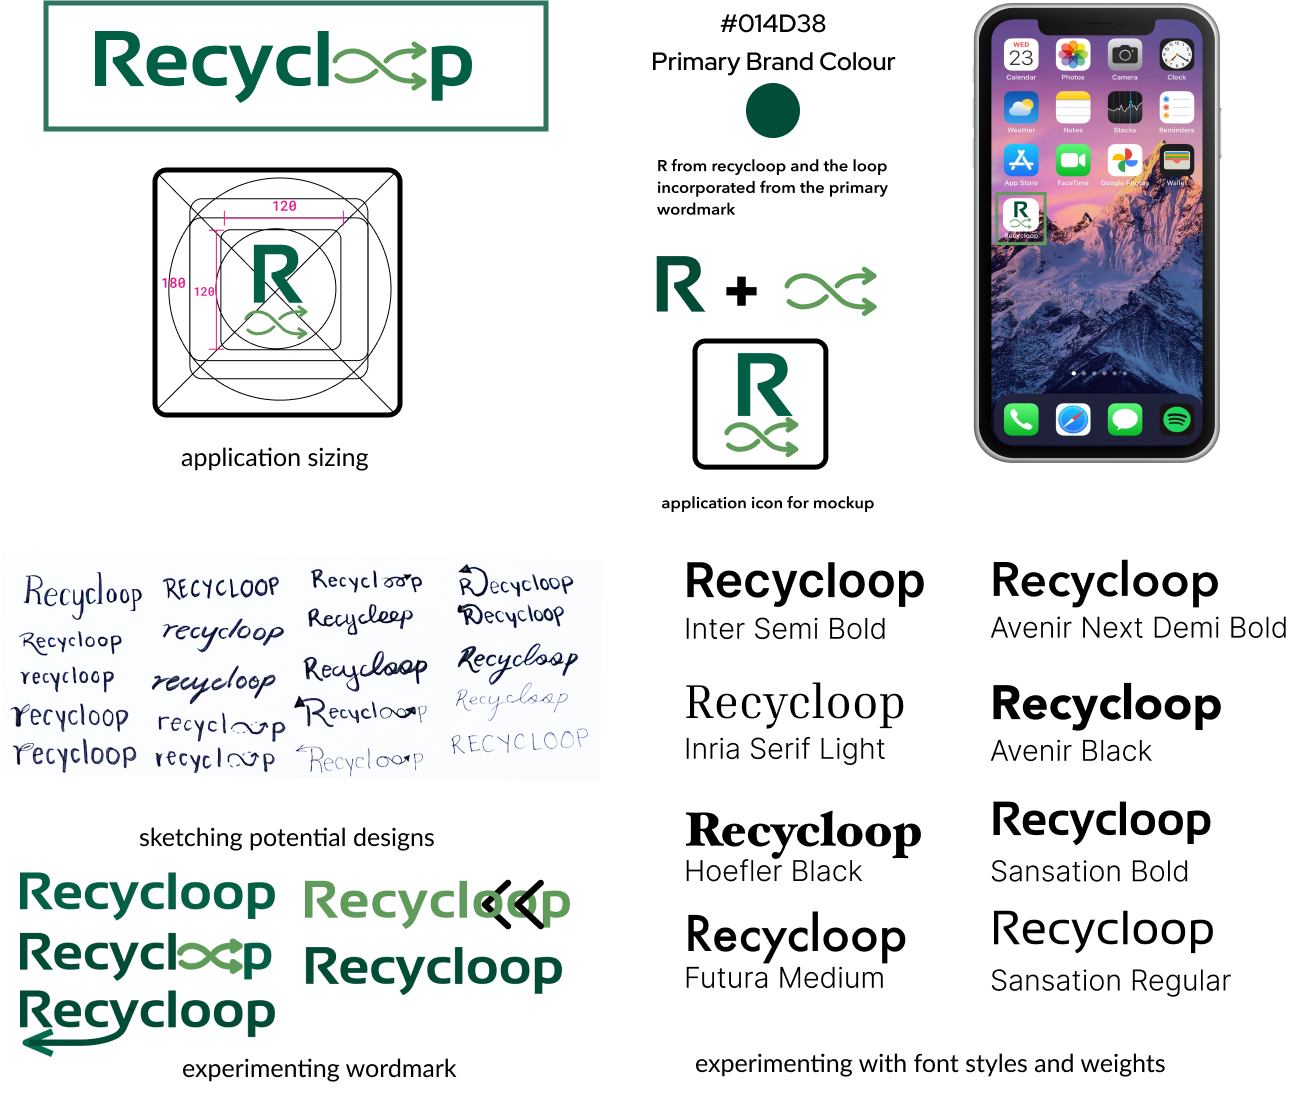 Recycl p
120
180
120
application sizing
#014D38
Primary Brand Colour
R from recycloop and the loop
incorporated from the primary
wordmark
R +
R
application icon for mockup
WED
23
Calendar
Photos
Camera
Clock
Weather
Notes
Stocks
Reminders
App Store
FaceTime
Google Photos
Wallet
R
Recycloop
Recycloop
Recycloop
recycloop
recycloop
recycloop
RECYCLOOP
recycloop
recycloop
recycloop
recycloop
Recycloop
Recycloop
Recycloop
Recycloop
Recycloop
Recycloop
Recycloop
Recycloop
Recycloop
RECYCLOOP
sketching potential designs
Recycloop
Recycl p
Recycloop
Recycloop
Recycloop
experimenting wordmark
Recycloop
Inter Semi Bold
Recycloop
Inria Serif Light
Recycloop
Hoefler Black
Recycloop
Futura Medium
Recycloop
Avenir Next Demi Bold
Recycloop
Avenir Black
Recycloop
Sansation Bold
Recycloop
Sansation Regular
experimenting with font styles and weights